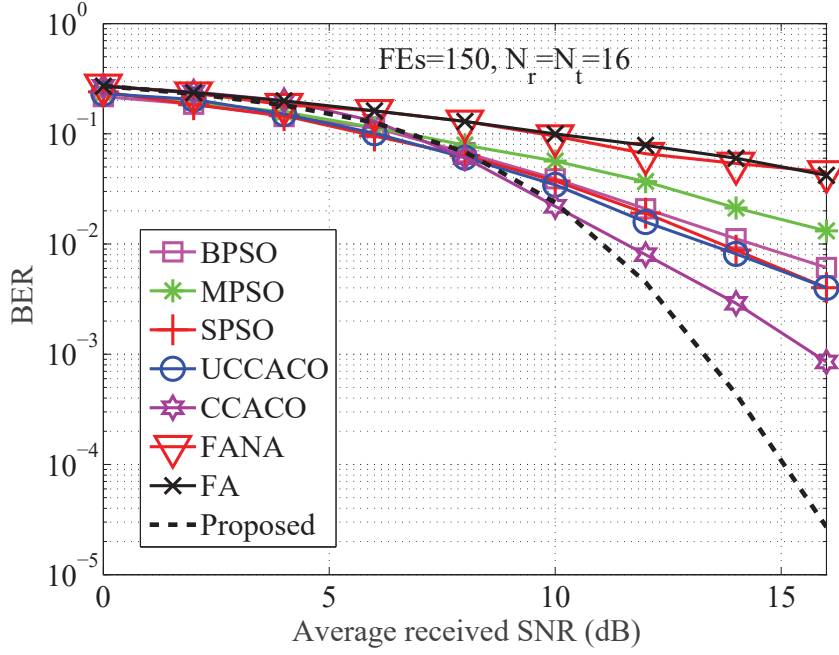 FEs=150, N_r=N_t=16
10^0
10^−1
10^−2
10^−3
10^−4
10^−5
BER
BPSO
MPSO
SPSO
UCCACO
CCACO
FANA
FA
Proposed
0 5 10 15
Average received SNR (dB)